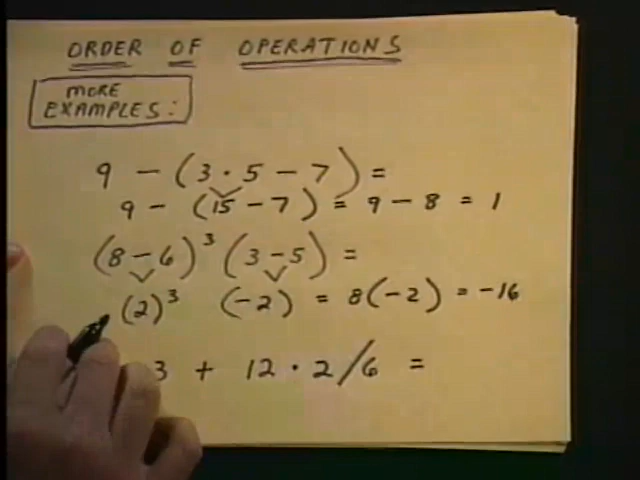 ORDER OF OPERATIONS
MORE
EXAMPLES:
9 - (3 · 5 - 7) =
9 - (15 - 7) = 9 - 8 = 1
(8 - 6)³ (3 - 5) =
(2)³ (-2) = 8(-2) = -16
3 + 12 · 2/6 =